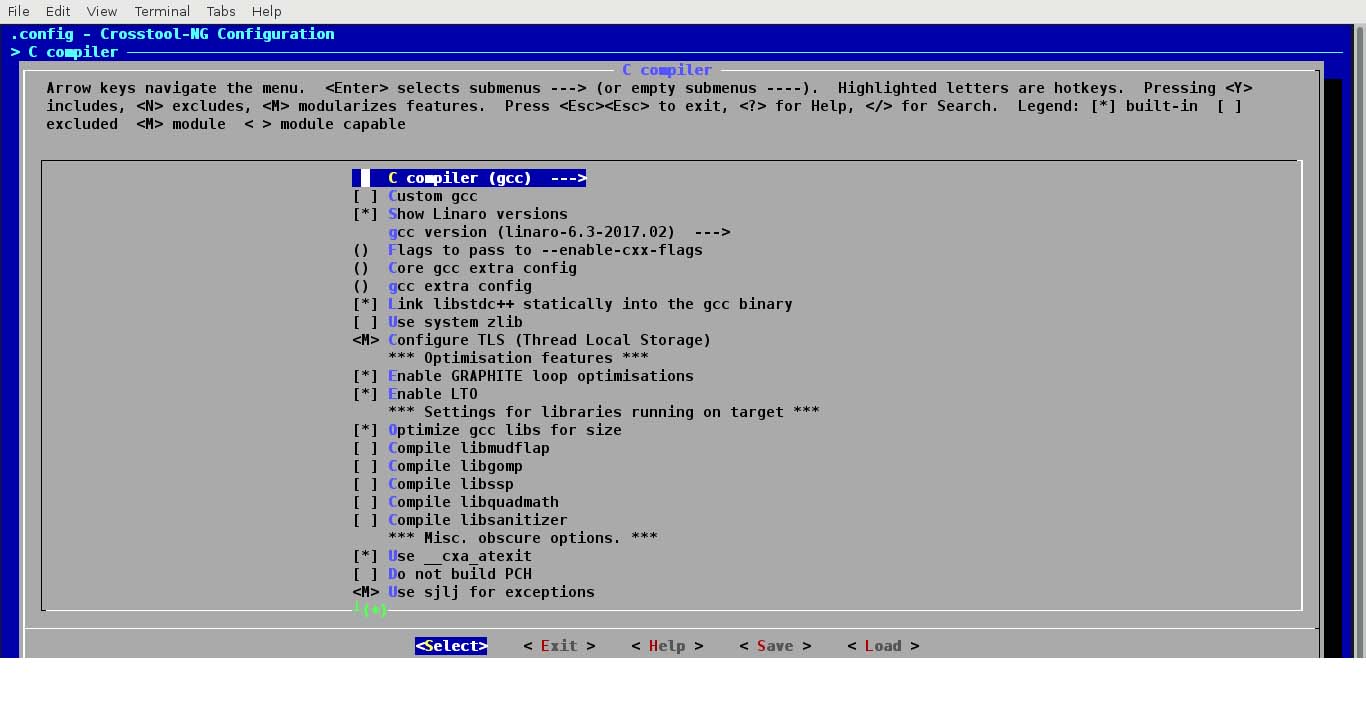 File Edit View Terminal Tabs Help
.config - Crosstool-NG Configuration
> C compiler
C compiler
Arrow keys navigate the menu.  <Enter> selects submenus ---> (or empty submenus ----).  Highlighted letters are hotkeys.  Pressing <Y>
includes, <N> excludes, <M> modularizes features.  Press <Esc><Esc> to exit, <?> for Help, </> for Search.  Legend: [*] built-in  [ ]
excluded  <M> module  < > module capable
C compiler (gcc)  --->
[ ] Custom gcc
[*] Show Linaro versions
gcc version (linaro-6.3-2017.02)  --->
()  Flags to pass to --enable-cxx-flags
()  Core gcc extra config
()  gcc extra config
[*] Link libstdc++ statically into the gcc binary
[ ] Use system zlib
<M> Configure TLS (Thread Local Storage)
*** Optimisation features ***
[*] Enable GRAPHITE loop optimisations
[*] Enable LTO
*** Settings for libraries running on target ***
[*] Optimize gcc libs for size
[ ] Compile libmudflap
[ ] Compile libgomp
[ ] Compile libssp
[ ] Compile libquadmath
[ ] Compile libsanitizer
*** Misc. obscure options. ***
[*] Use __cxa_atexit
[ ] Do not build PCH
<M> Use sjlj for exceptions
┴(+)
<Select>    < Exit >    < Help >    < Save >    < Load >